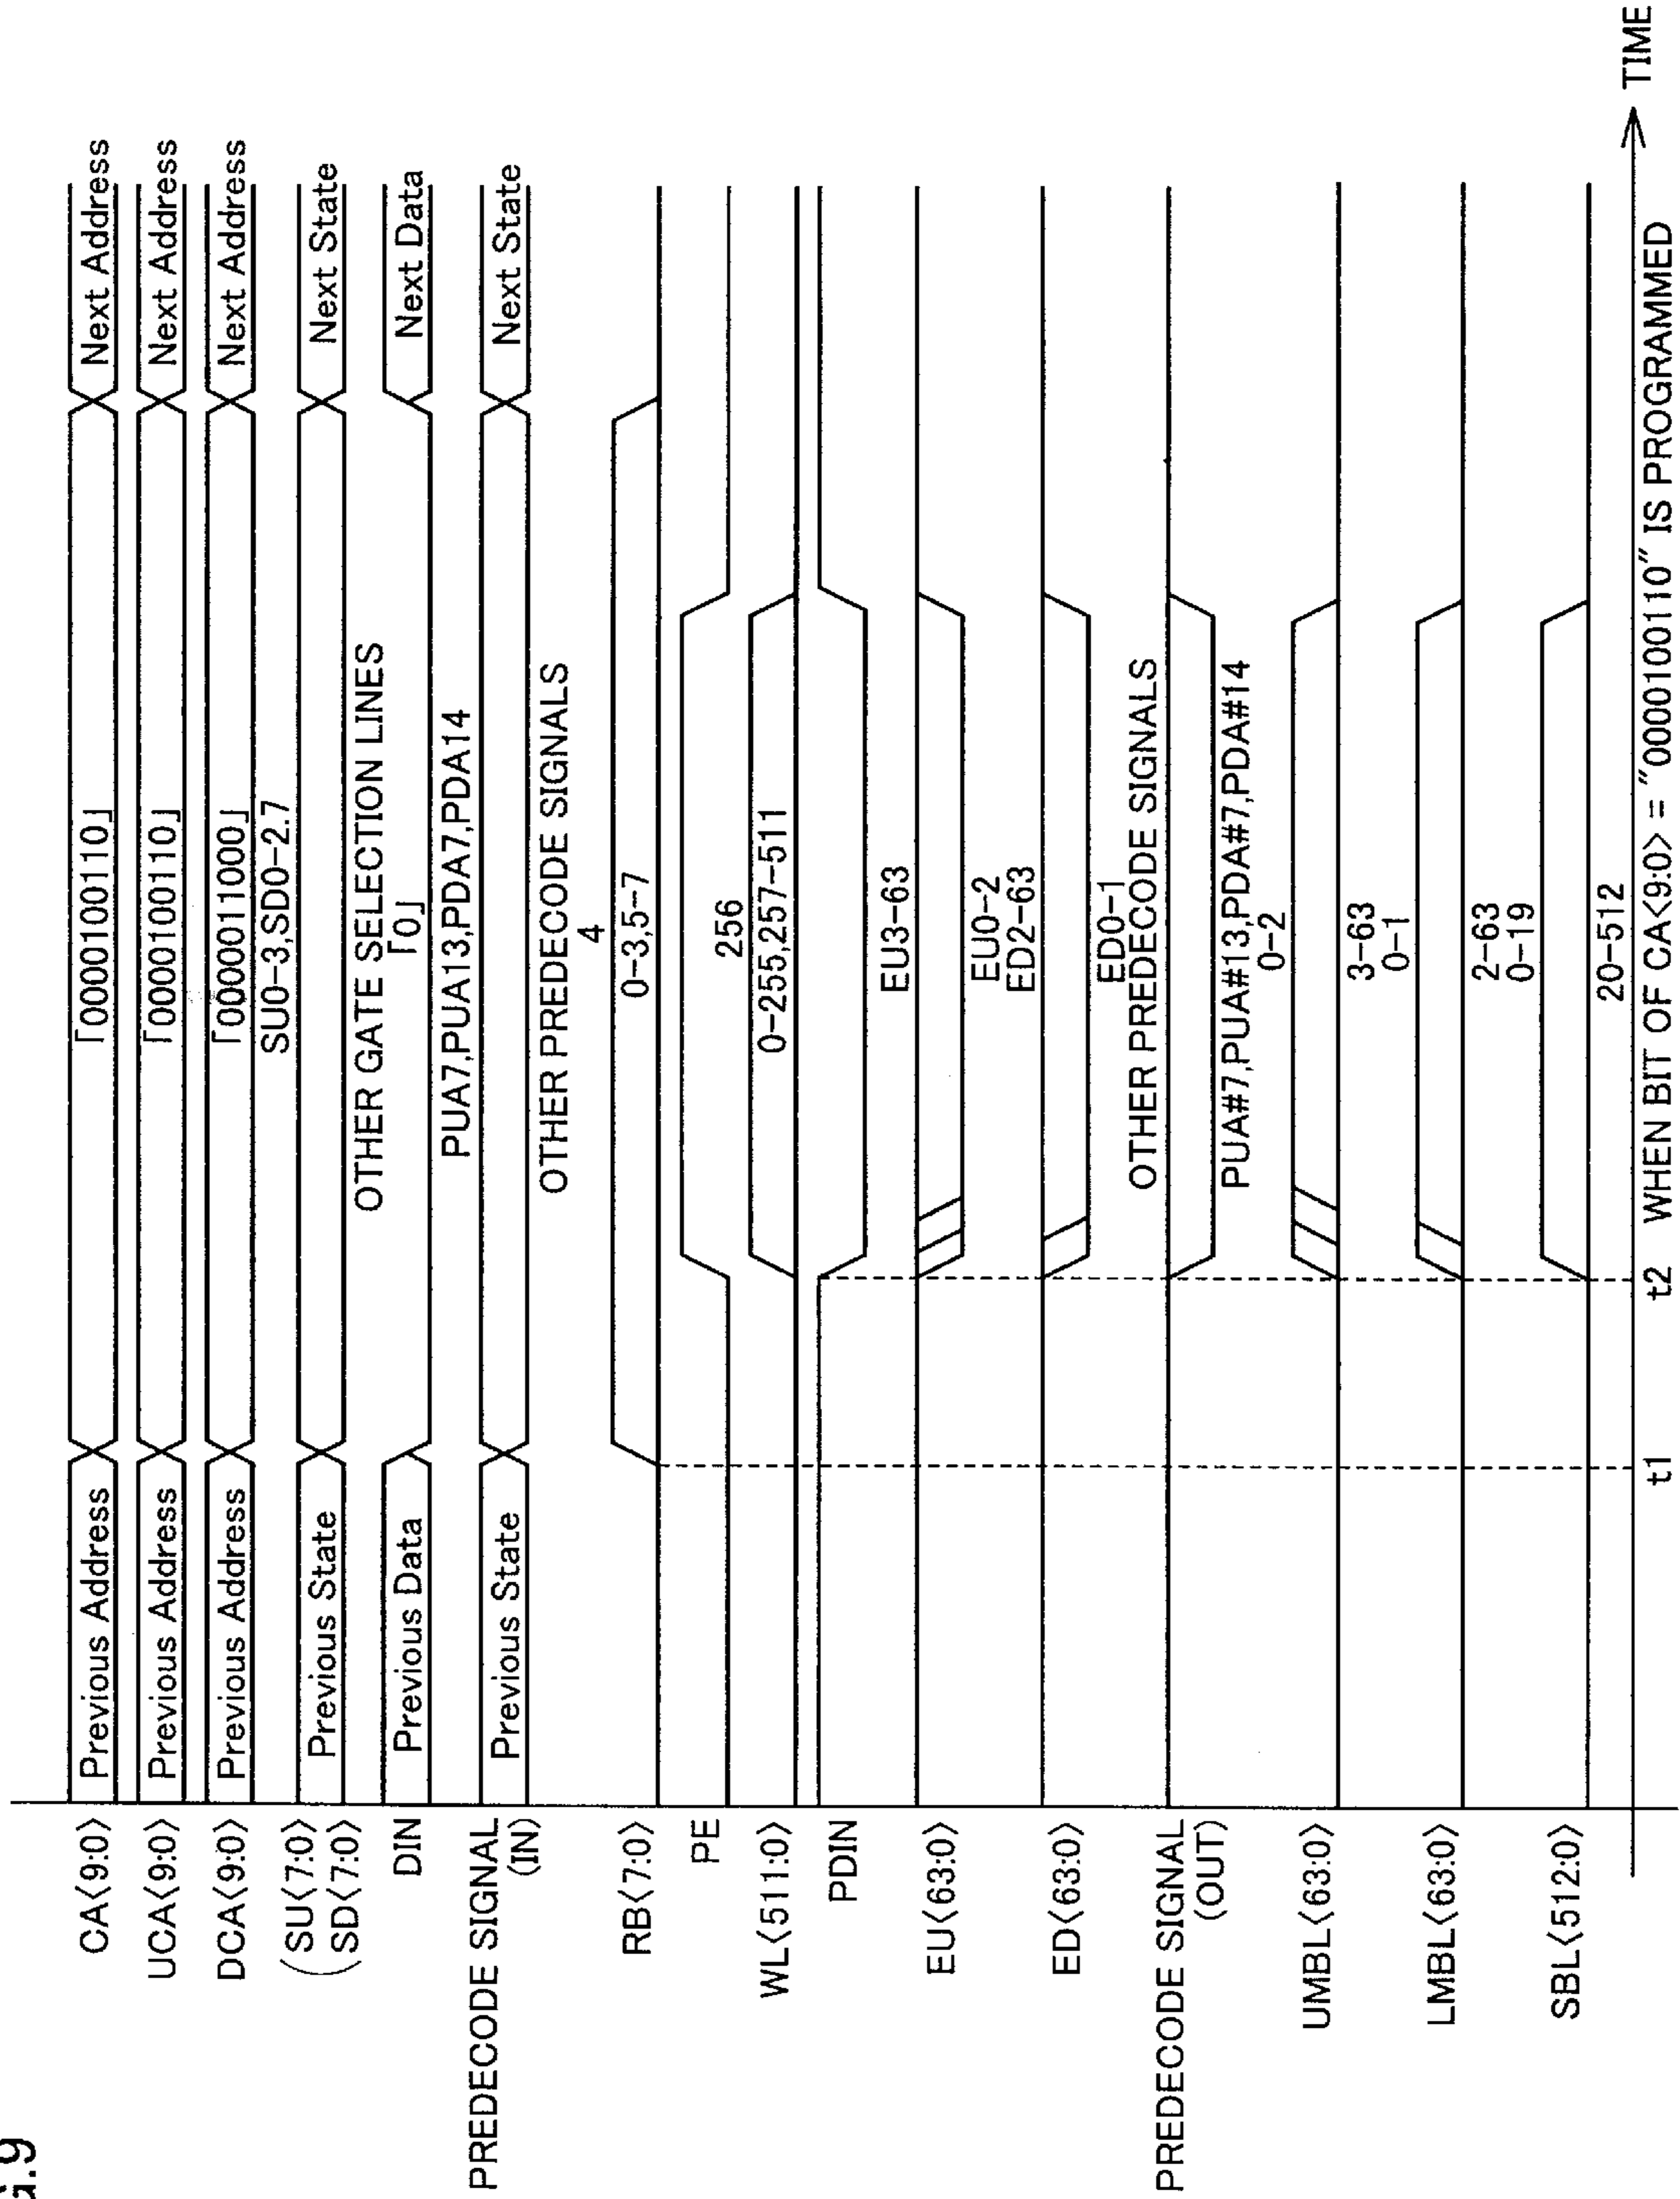 G.9
CA<9:0>
Previous Address
「0000100110」
Next Address
UCA<9:0>
Previous Address
「0000100110」
Next Address
DCA<9:0>
Previous Address
「0000011000」
Next Address
SU0-3,SD0-2.7
(SU<7:0>
(SD<7:0>
Previous State
Next State
OTHER GATE SELECTION LINES
DIN
Previous Data
「0」
Next Data
PUA7,PUA13,PDA7,PDA14
PREDECODE SIGNAL
(IN)
Previous State
Next State
OTHER PREDECODE SIGNALS
4
RB<7:0>
0-3,5-7
PE
256
WL<511:0>
0-255,257-511
PDIN
EU3-63
EU<63:0>
EU0-2
ED2-63
ED<63:0>
ED0-1
OTHER PREDECODE SIGNALS
PREDECODE SIGNAL
(OUT)
PUA#7,PUA#13,PDA#7,PDA#14
0-2
UMBL<63:0>
3-63
0-1
LMBL<63:0>
2-63
0-19
SBL<512:0>
20-512
TIME
t1
t2
WHEN BIT OF CA<9:0> = "0000100110" IS PROGRAMMED